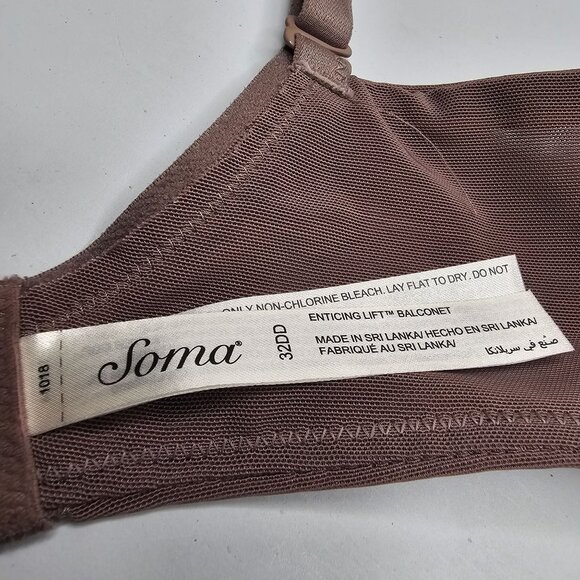 ONLY NON-CHLORINE BLEACH. LAY FLAT TO DRY. DO NOT
1018
Soma®
32DD
ENTICING LIFT™ BALCONET
MADE IN SRI LANKA/ HECHO EN SRI LANKA/
FABRIQUÉ AU SRI LANKA/
صنع في سريلانكا